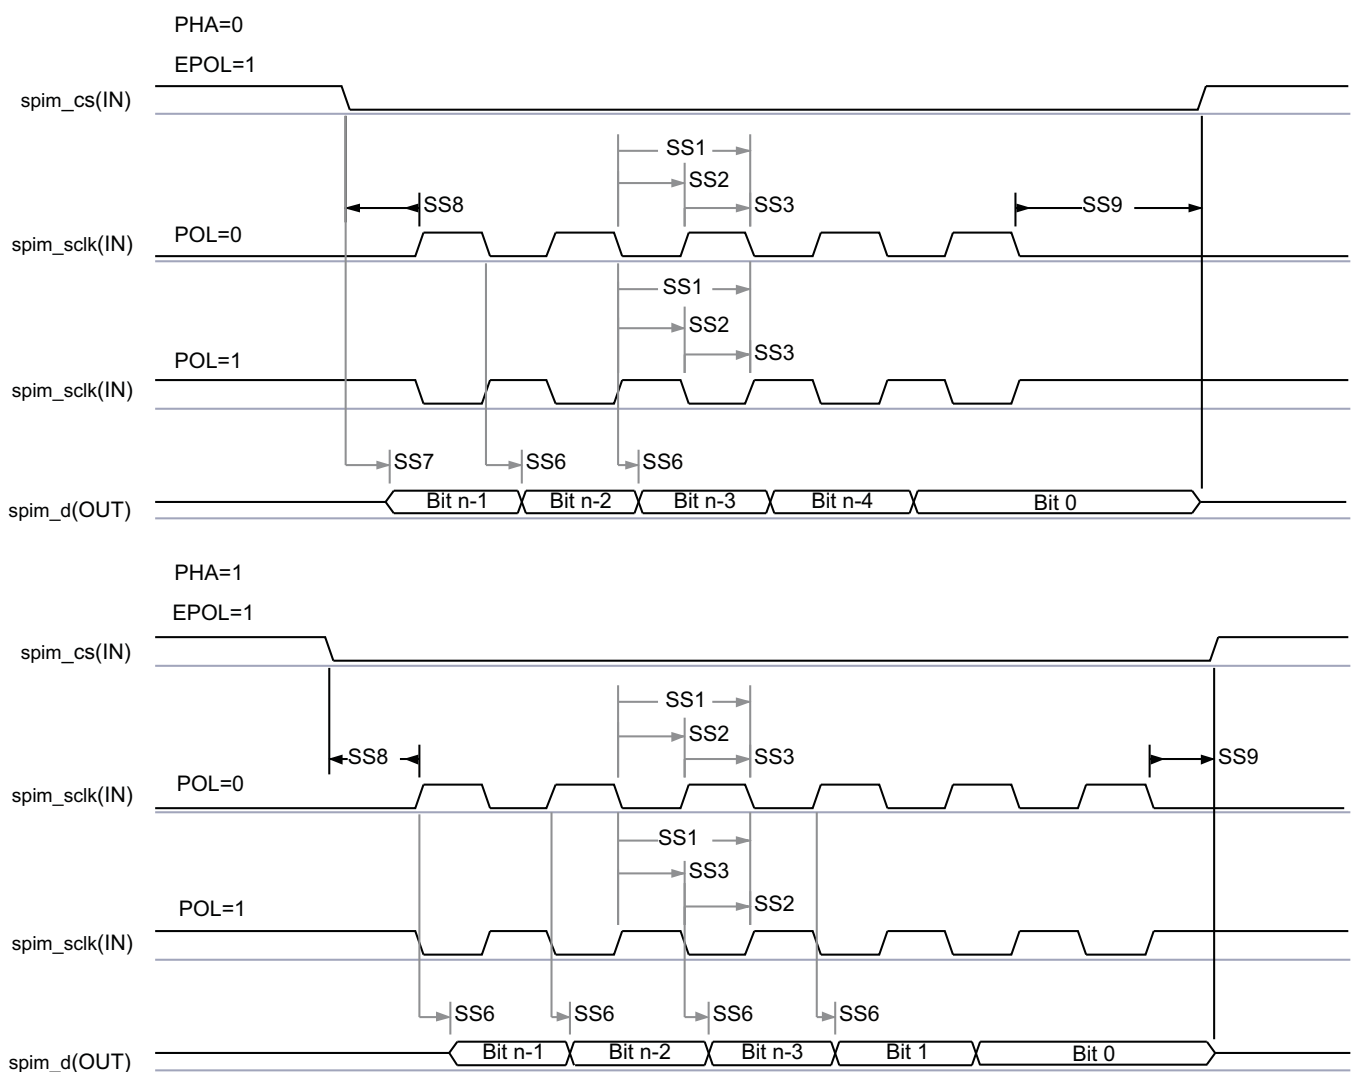 PHA=0
EPOL=1
spim_cs(IN)
SS1
SS2
SS8
SS3
SS9
POL=0
spim_sclk(IN)
SS1
SS2
SS3
POL=1
spim_sclk(IN)
SS7
SS6
SS6
spim_d(OUT)
Bit n-1
Bit n-2
Bit n-3
Bit n-4
Bit 0
PHA=1
EPOL=1
spim_cs(IN)
SS1
SS2
SS8
SS3
SS9
POL=0
spim_sclk(IN)
SS1
SS3
SS2
POL=1
spim_sclk(IN)
SS6
SS6
SS6
SS6
spim_d(OUT)
Bit n-1
Bit n-2
Bit n-3
Bit 1
Bit 0